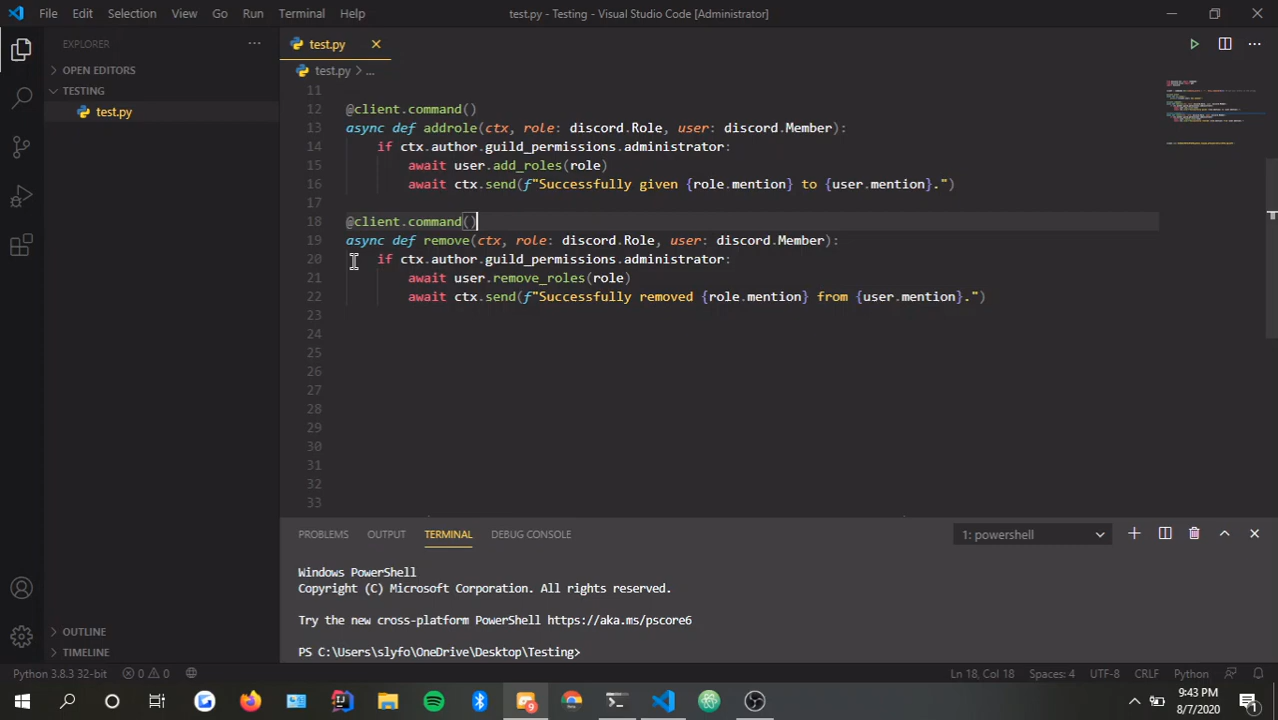 File Edit Selection View Go Run Terminal Help test.py - Testing - Visual Studio Code [Administrator]
EXPLORER
test.py
OPEN EDITORS
test.py > ...
TESTING
test.py
11
12 @client.command()
13 async def addrole(ctx, role: discord.Role, user: discord.Member):
14 if ctx.author.guild_permissions.administrator:
15 await user.add_roles(role)
16 await ctx.send(f"Successfully given {role.mention} to {user.mention}.")
17
18 @client.command()
19 async def remove(ctx, role: discord.Role, user: discord.Member):
20 if ctx.author.guild_permissions.administrator:
21 await user.remove_roles(role)
22 await ctx.send(f"Successfully removed {role.mention} from {user.mention}.")
23
24
25
26
27
28
29
30
31
32
33
PROBLEMS OUTPUT TERMINAL DEBUG CONSOLE 1: powershell
Windows PowerShell
Copyright (C) Microsoft Corporation. All rights reserved.
Try the new cross-platform PowerShell https://aka.ms/pscore6
PS C:\Users\slyfo\OneDrive\Desktop\Testing>
OUTLINE
TIMELINE
Python 3.8.3 32-bit 0 0 Ln 18, Col 18 Spaces: 4 UTF-8 CRLF Python
9:43 PM
8/7/2020